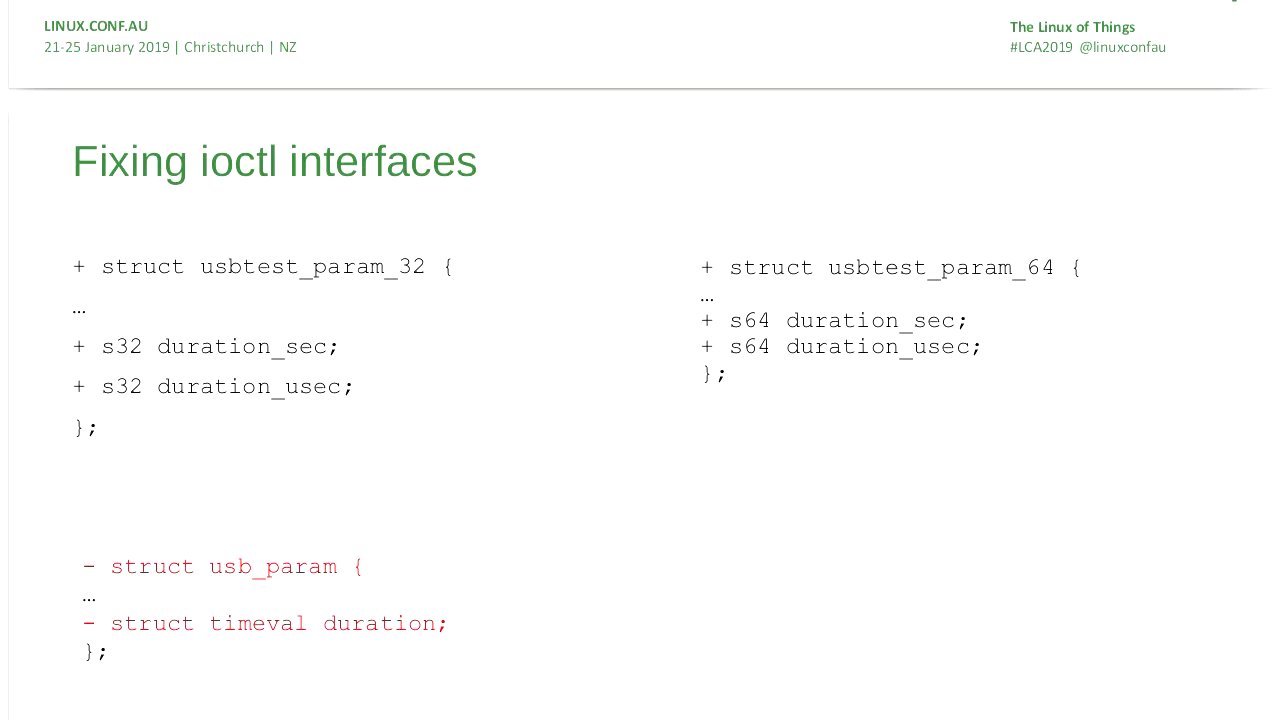 LINUX.CONF.AU
21-25 January 2019 | Christchurch | NZ
The Linux of Things
#LCA2019 @linuxconfau
Fixing ioctl interfaces
+ struct usbtest_param_32 {
…
+ s32 duration_sec;
+ s32 duration_usec;
};
+ struct usbtest_param_64 {
…
+ s64 duration_sec;
+ s64 duration_usec;
};
- struct usb_param {
…
- struct timeval duration;
};